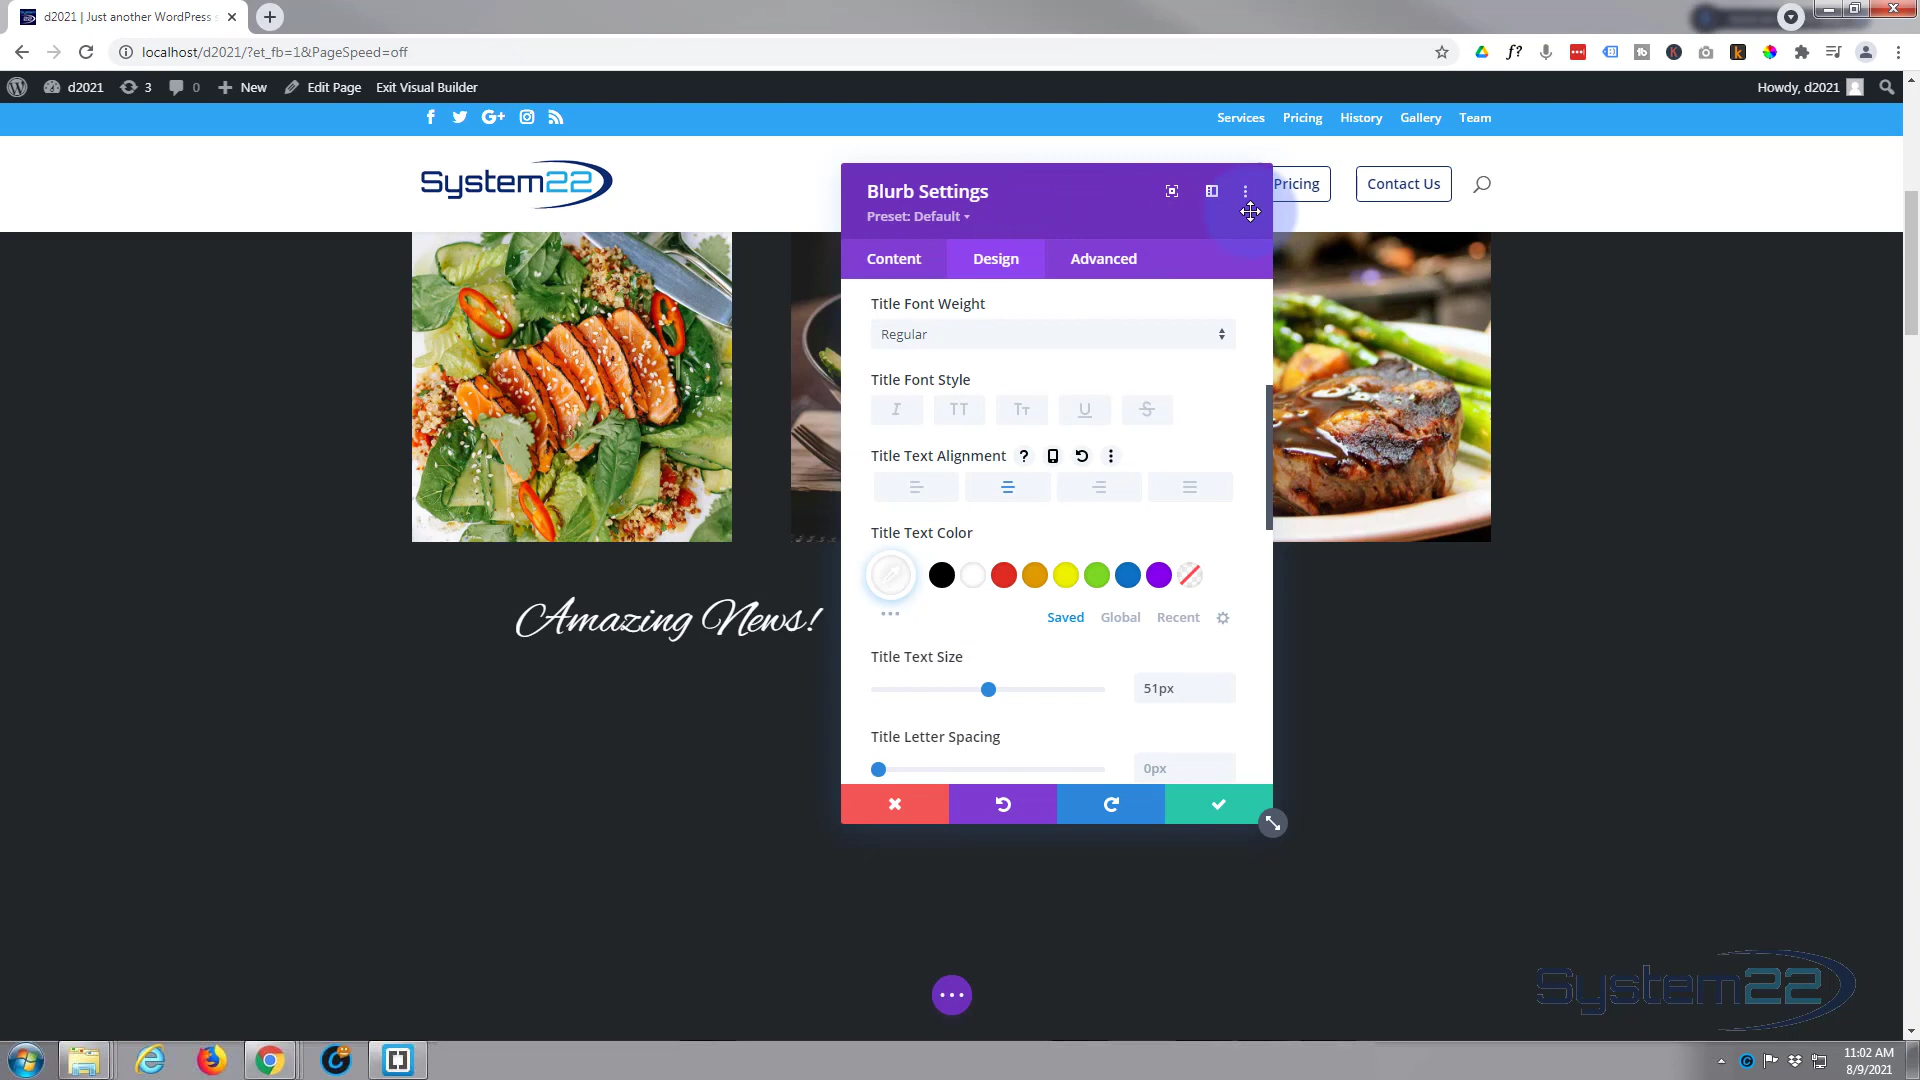 d2021 | Just another WordPress s
localhost/d2021/?et_fb=1&PageSpeed=off
d2021
3
0
New
Edit Page
Exit Visual Builder
Howdy, d2021
Services
Pricing
History
Gallery
Team
System22
Pricing
Contact Us
Blurb Settings
Preset: Default
Content
Design
Advanced
Title Font Weight
Regular
Title Font Style
I
TT
Tт
U
S
Title Text Alignment
?
Title Text Color
Saved
Global
Recent
Title Text Size
51px
Title Letter Spacing
0px
Amazing News!
System22
11:02 AM
8/9/2021